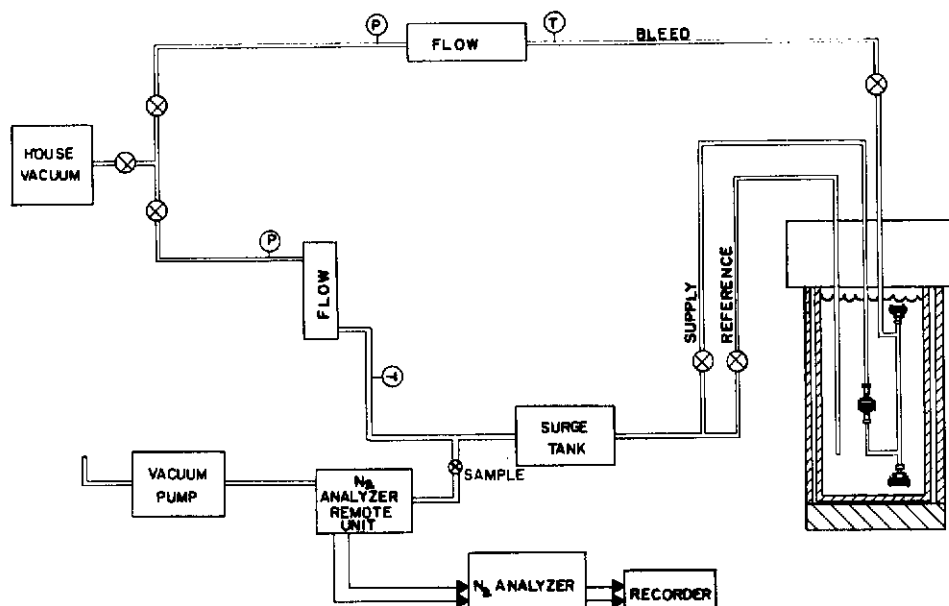 P
FLOW
T
BLEED
HOUSE
VACUUM
P
FLOW
SUPPLY
REFERENCE
T
SURGE
TANK
SAMPLE
VACUUM
PUMP
N2
ANALYZER
REMOTE
UNIT
N2 ANALYZER
RECORDER